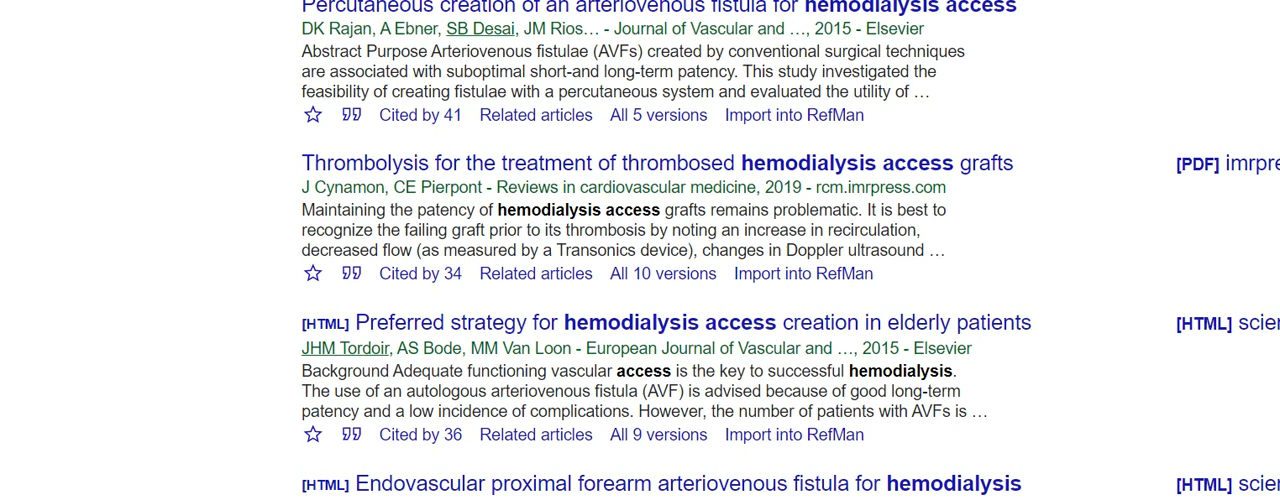 Percutaneous creation of an arteriovenous fistula for hemodialysis access
DK Rajan, A Ebner, SB Desai, JM Rios… - Journal of Vascular and …, 2015 - Elsevier
Abstract Purpose Arteriovenous fistulae (AVFs) created by conventional surgical techniques
are associated with suboptimal short-and long-term patency. This study investigated the
feasibility of creating fistulae with a percutaneous system and evaluated the utility of …
Cited by 41 Related articles All 5 versions Import into RefMan
Thrombolysis for the treatment of thrombosed hemodialysis access grafts [PDF] imrpre
J Cynamon, CE Pierpont - Reviews in cardiovascular medicine, 2019 - rcm.imrpress.com
Maintaining the patency of hemodialysis access grafts remains problematic. It is best to
recognize the failing graft prior to its thrombosis by noting an increase in recirculation,
decreased flow (as measured by a Transonics device), changes in Doppler ultrasound …
Cited by 34 Related articles All 10 versions Import into RefMan
[HTML] Preferred strategy for hemodialysis access creation in elderly patients [HTML] scien
JHM Tordoir, AS Bode, MM Van Loon - European Journal of Vascular and …, 2015 - Elsevier
Background Adequate functioning vascular access is the key to successful hemodialysis.
The use of an autologous arteriovenous fistula (AVF) is advised because of good long-term
patency and a low incidence of complications. However, the number of patients with AVFs is …
Cited by 36 Related articles All 9 versions Import into RefMan
[HTML] Endovascular proximal forearm arteriovenous fistula for hemodialysis [HTML] scien